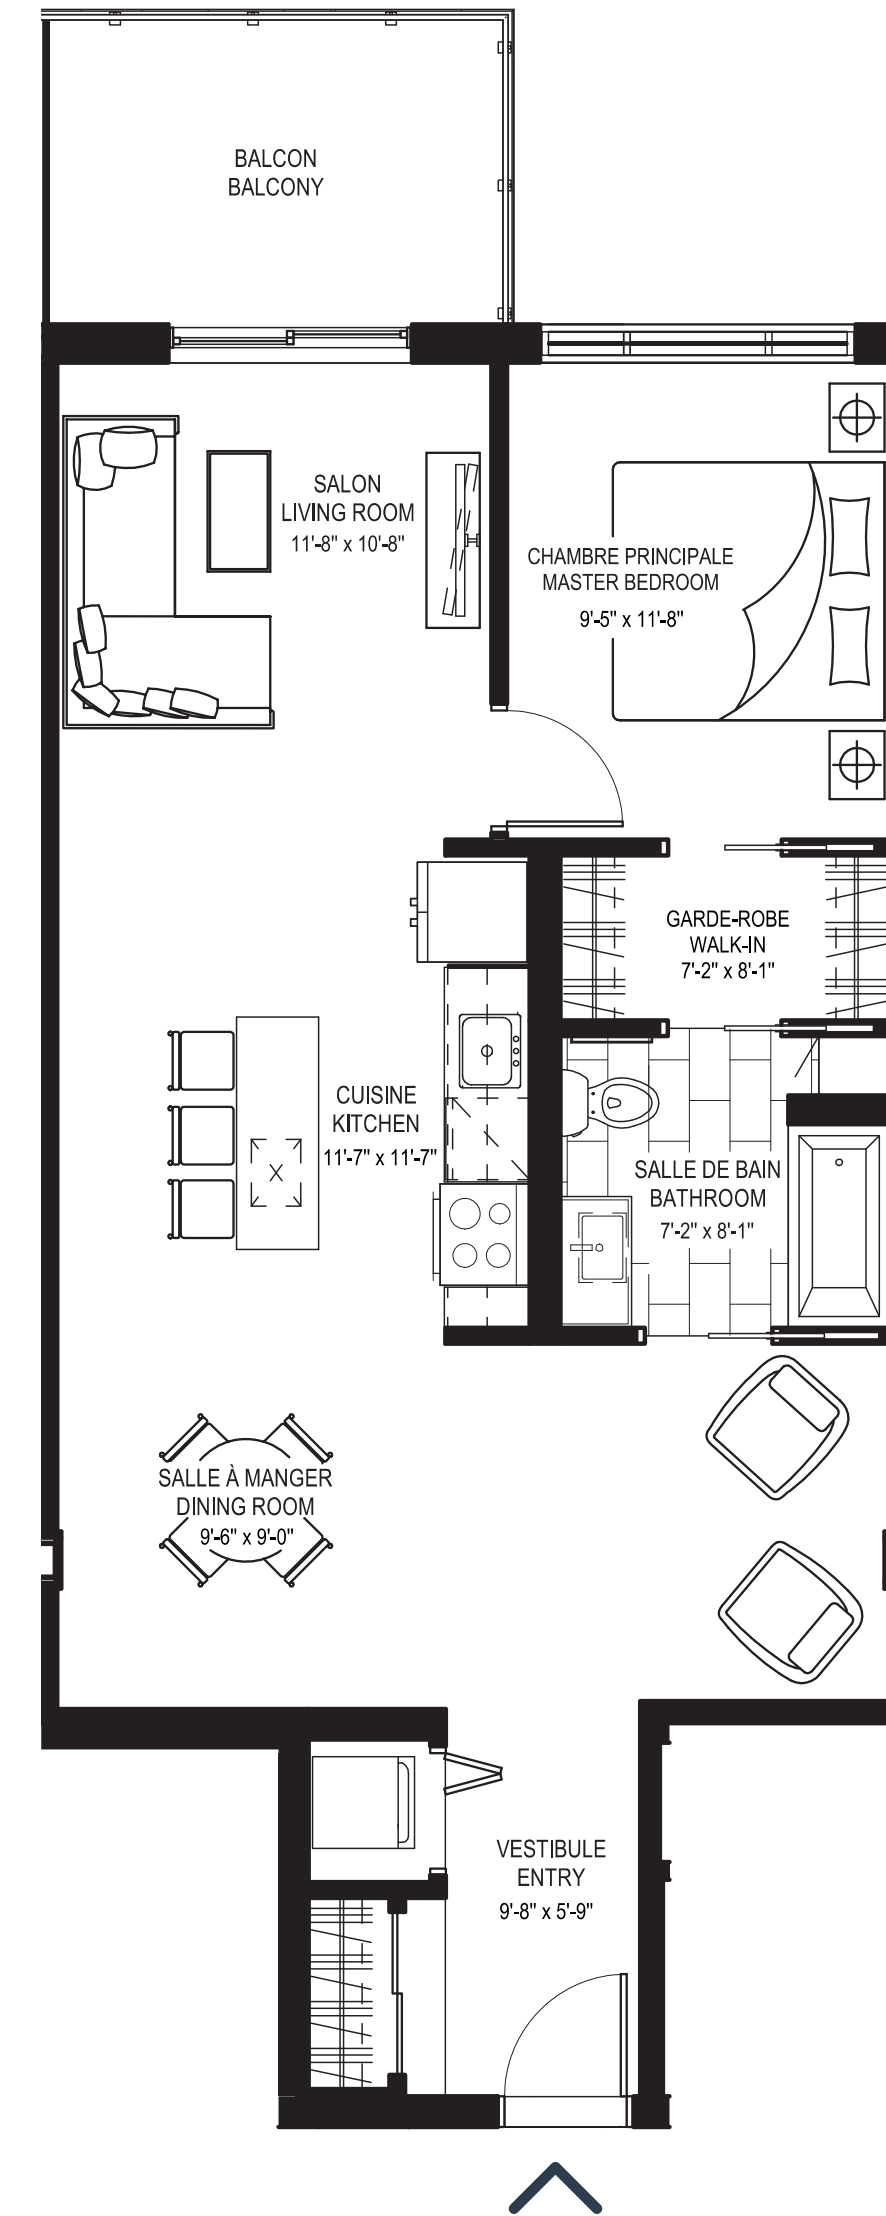 BALCON
BALCONY
SALON
LIVING ROOM
11'-8" x 10'-8"
CHAMBRE PRINCIPALE
MASTER BEDROOM
9'-5" x 11'-8"
GARDE-ROBE
WALK-IN
7'-2" x 8'-1"
CUISINE
KITCHEN
11'-7" x 11'-7"
SALLE DE BAIN
BATHROOM
7'-2" x 8'-1"
SALLE À MANGER
DINING ROOM
9'-6" x 9'-0"
VESTIBULE
ENTRY
9'-8" x 5'-9"